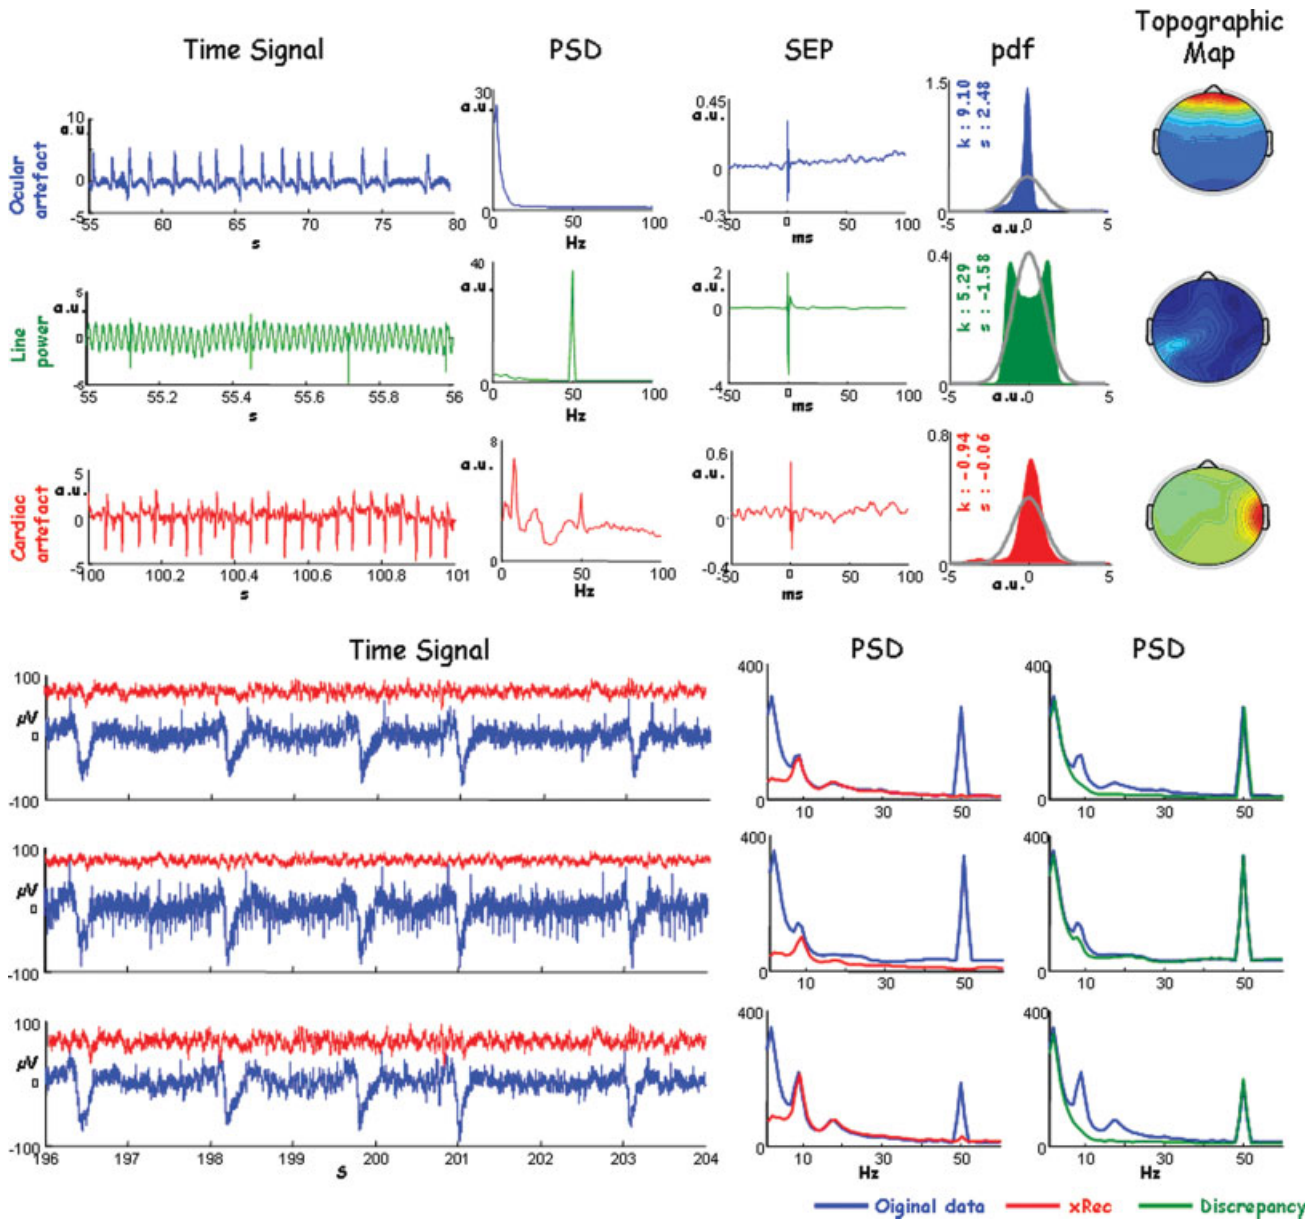 Time Signal PSD SEP pdf Topographic Map
Ocular artefact
10 a.u. 0 -5
-55 60 65 70 75 80
s
30 a.u. 0
0 50 100
Hz
0.45 a.u. 0 -0.3
-50 0 100
ms
1.5 0
k : 9.10
s : 2.48
-5 0 5
a.u.
Line power
5 a.u. 0 -5
55 55.2 55.4 55.6 55.8 56
s
40 a.u. 0
0 50 100
Hz
2 a.u. 0 -4
-50 0 50 100
ms
0.4 0
k : 5.29
s : -1.58
-5 0 5
a.u.
Cardiac artefact
5 a.u. 0 -5
100 100.2 100.4 100.6 100.8 101
s
8 a.u. 0
0 50 100
Hz
0.6 a.u. 0 -0.4
-50 0 50 100
ms
0.8 0
k : -0.94
s : -0.06
-5 0 5
a.u.
Time Signal PSD PSD
100 μV 0 -100
400 0
10 30 50
400 0
10 30 50
100 μV 0 -100
400 0
10 30 50
400 0
10 30 50
100 μV 0 -100
196 197 198 199 200 201 202 203 204
S
400 0
10 30 50
Hz
400 0
10 30 50
Hz
Oiginal data xRec Discrepancy